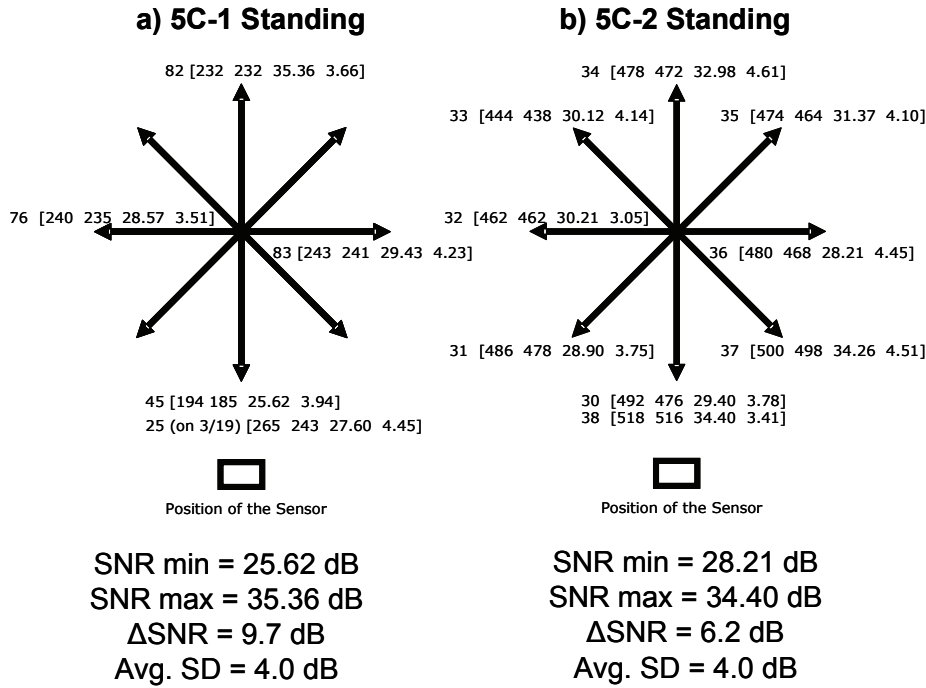 a) 5C-1 Standing
82 [232 232 35.36 3.66]
76 [240 235 28.57 3.51]
83 [243 241 29.43 4.23]
45 [194 185 25.62 3.94]
25 (on 3/19) [265 243 27.60 4.45]
Position of the Sensor
SNR min = 25.62 dB
SNR max = 35.36 dB
ΔSNR = 9.7 dB
Avg. SD = 4.0 dB
b) 5C-2 Standing
34 [478 472 32.98 4.61]
33 [444 438 30.12 4.14]
35 [474 464 31.37 4.10]
32 [462 462 30.21 3.05]
36 [480 468 28.21 4.45]
31 [486 478 28.90 3.75]
37 [500 498 34.26 4.51]
30 [492 476 29.40 3.78]
38 [518 516 34.40 3.41]
Position of the Sensor
SNR min = 28.21 dB
SNR max = 34.40 dB
ΔSNR = 6.2 dB
Avg. SD = 4.0 dB